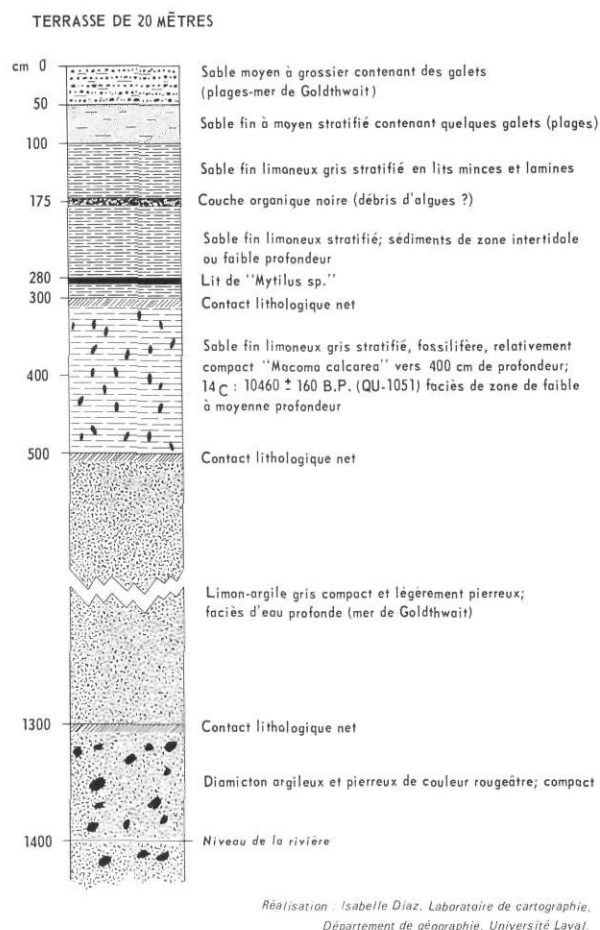 TERRASSE DE 20 MĒTRES
cm 0
Sable moyen à grossier contenant des galets
(plages-mer de Goldthwait)
50
Sable fin à moyen stratifié contenant quelques galets (plages)
100
Sable fin limoneux gris stratifié en lits minces et lamines
175
Couche organique noire (débris d'algues ?)
Sable fin limoneux stratifié; sédiments de zone intertidale
ou faible profondeur
280
Lit de "Mytilus sp."
300
Contact lithologique net
Sable fin limoneux gris stratifié, fossilifère, relativement
compact "Macoma calcarea" vers 400 cm de profondeur;
400
14C : 10460 ± 160 B.P. (QU-1051) faciès de zone de faible
à moyenne profondeur
500
Contact lithologique net
Limon-argile gris compact et légèrement pierreux;
faciès d'eau profonde (mer de Goldthwait)
1300
Contact lithologique net
Diamicton argileux et pierreux de couleur rougeâtre; compact
1400
Niveau de la rivière
Réalisation : Isabelle Diaz, Laboratoire de cartographie,
Département de géographie, Université Laval.